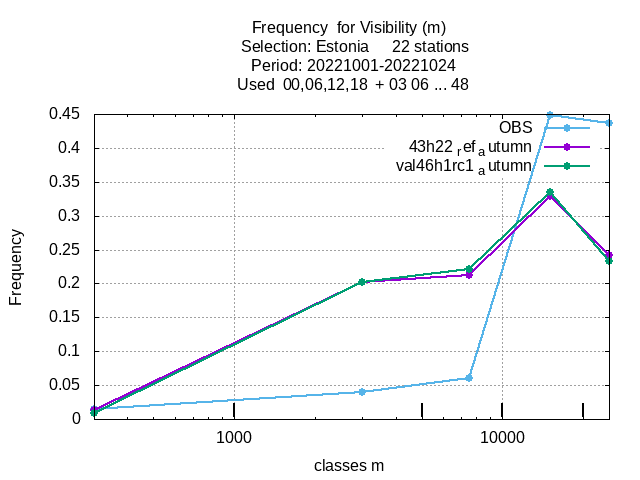 Frequency for Visibility (m)
Selection: Estonia 22 stations
Period: 20221001-20221024
Used 00,06,12,18 + 03 06 ... 48
0.45
0.4
0.35
0.3
0.25
0.2
0.15
0.1
0.05
0
Frequency
OBS
43h22 ref autumn
val46h1rc1 autumn
1000
10000
classes m